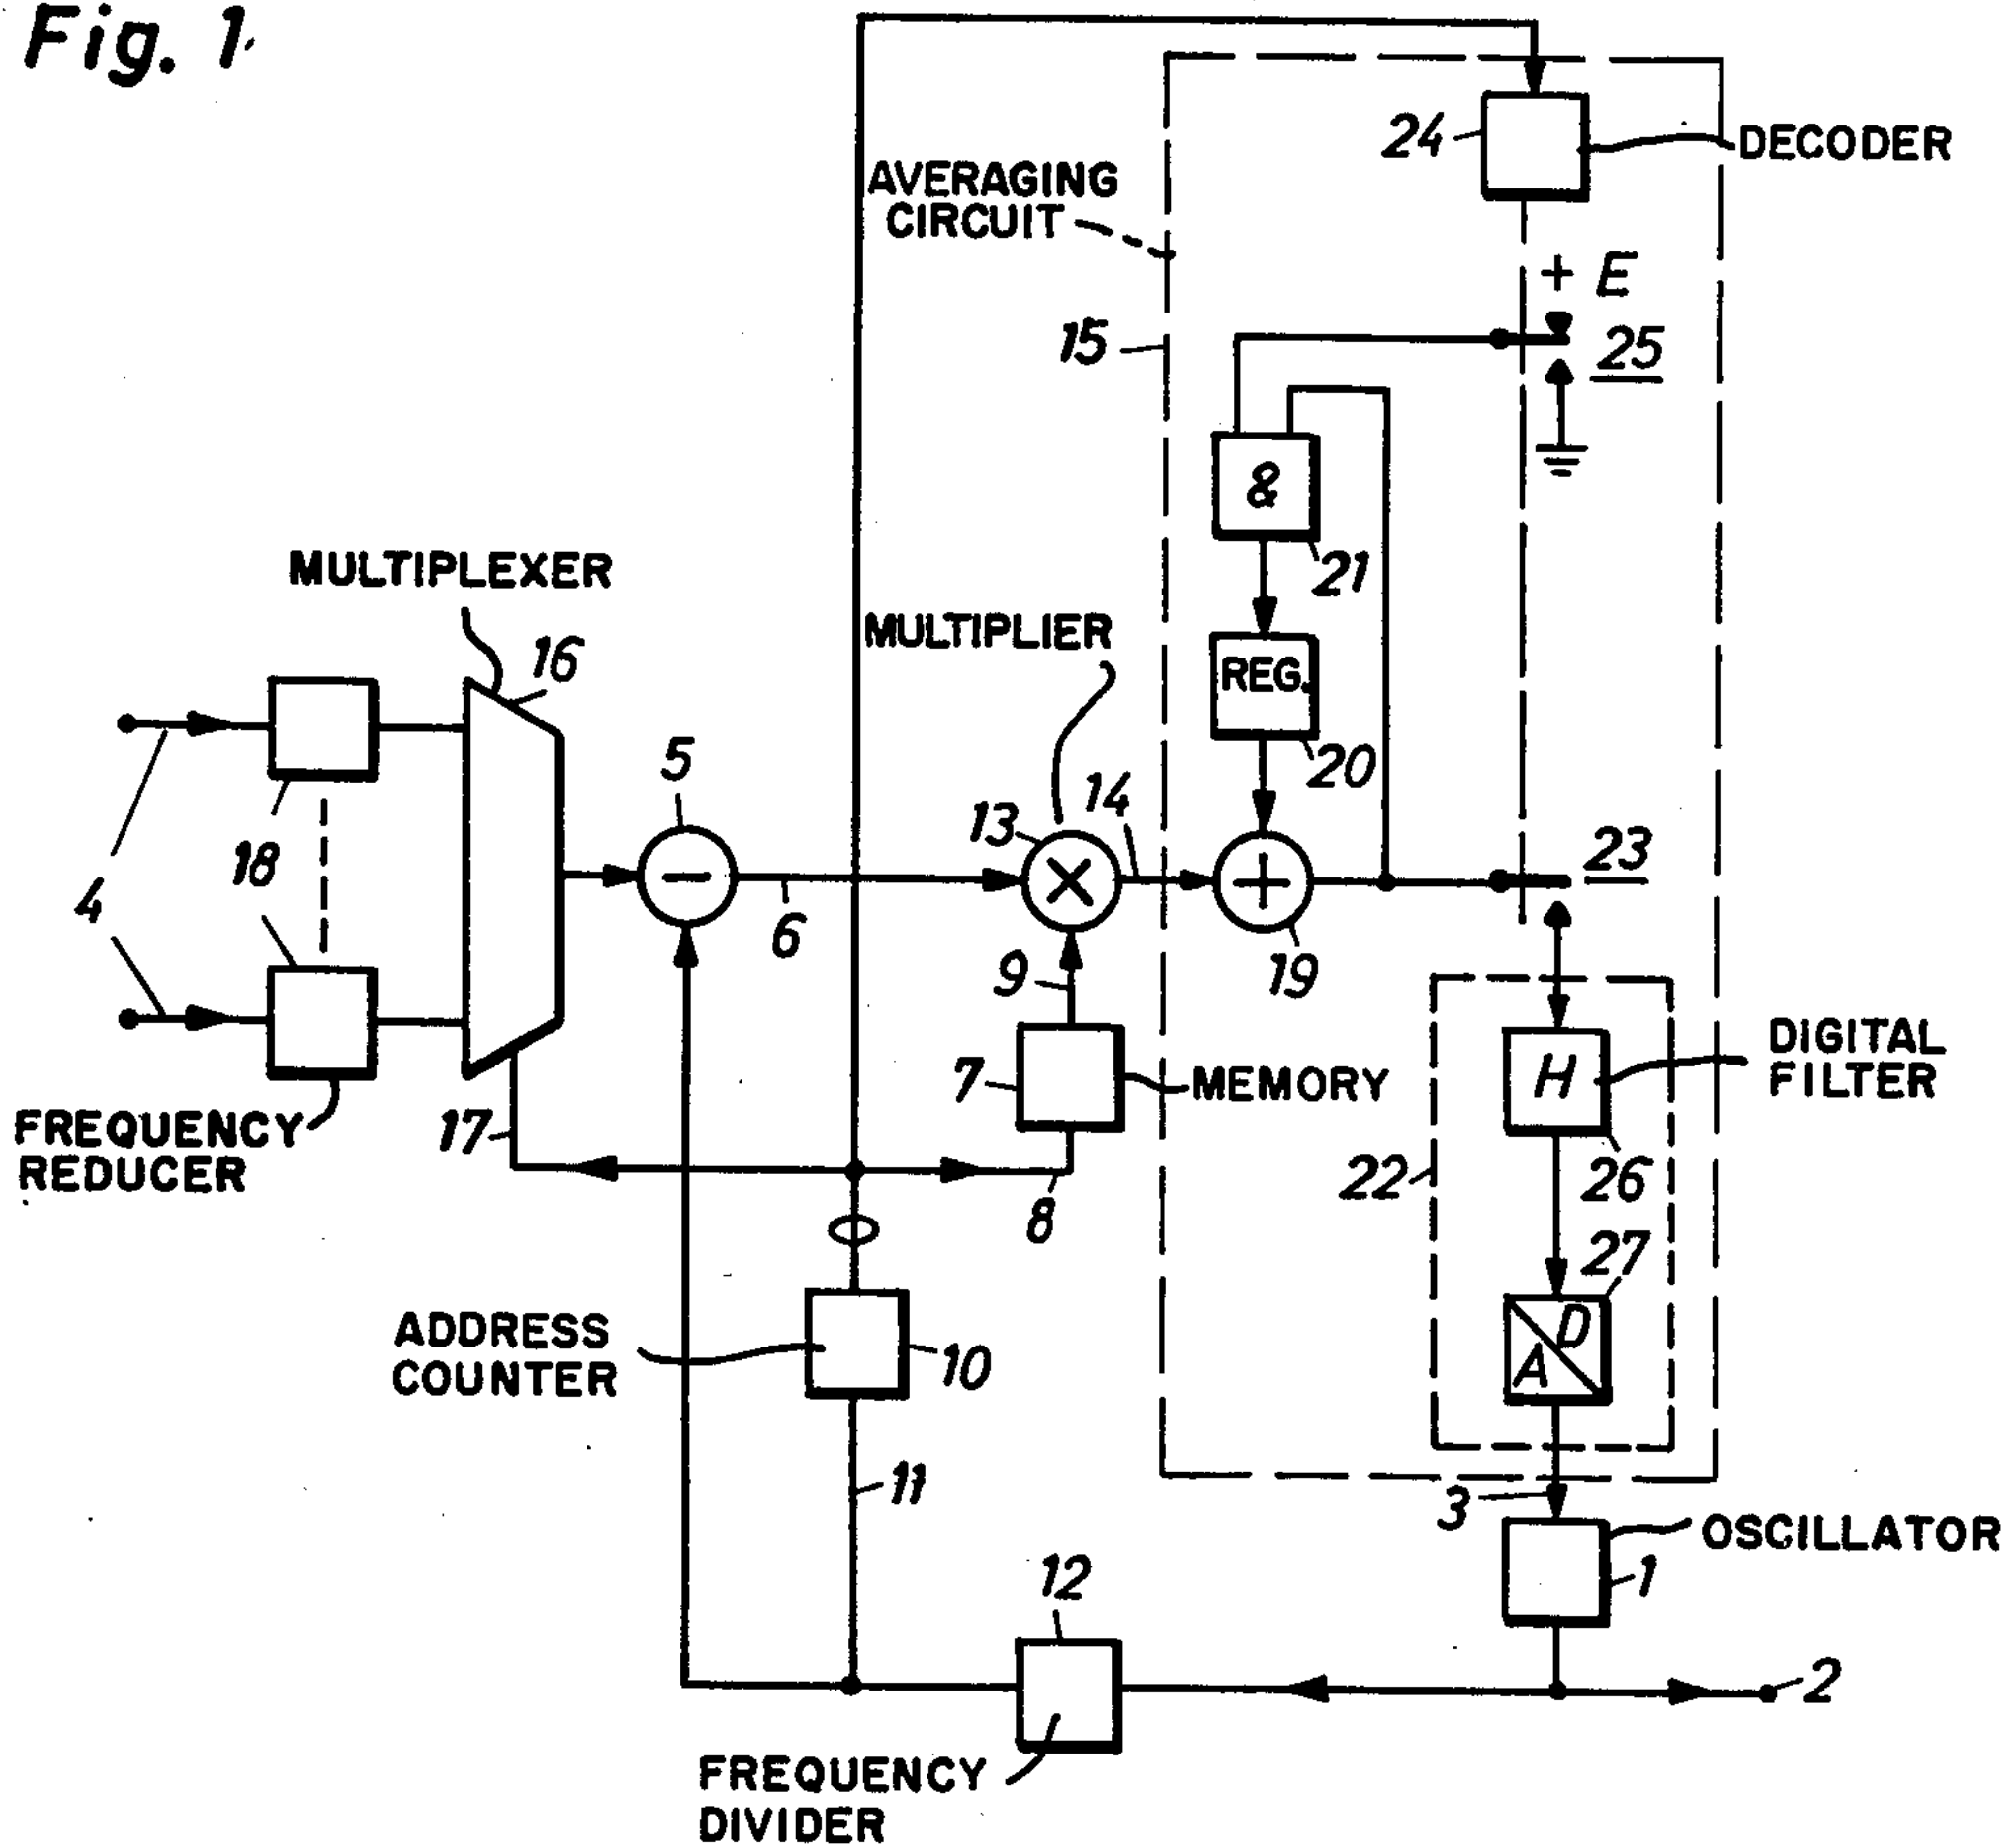 Fig. 1
24
DECODER
AVERAGING
CIRCUIT
+ E
15
25
&
21
MULTIPLEXER
16
MULTIPLIER
REG.
20
5
13
14
23
18
4
6
19
9
7
MEMORY
DIGITAL
FILTER
H
FREQUENCY
REDUCER
17
8
22
26
27
ADDRESS
COUNTER
10
D
A
11
3
OSCILLATOR
1
12
2
FREQUENCY
DIVIDER